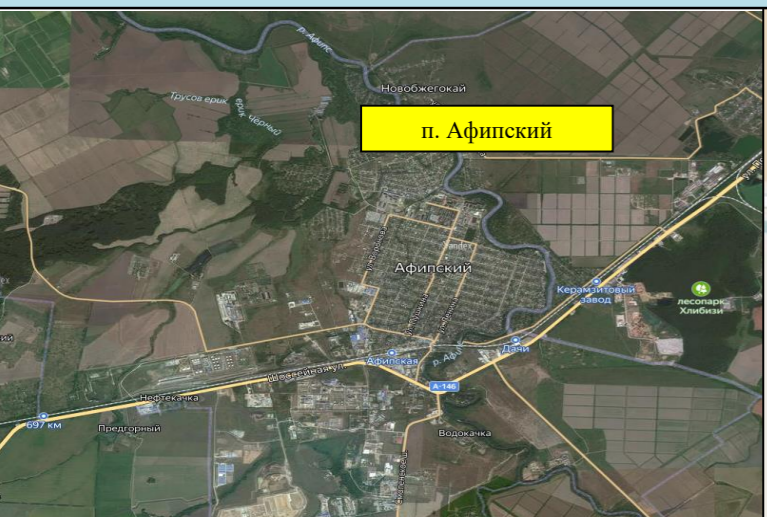 р. Афипс
Новобжегокай
Трусов ерик
ерик Чёрный
п. Афипский
Yandex
Афипский
Керамзитовый
завод
лесопарк
Хлибизи
Афипская
Дачи
Шоссейная ул.
А-146
Нефтекачка
697 км
Предгорный
Водокачка